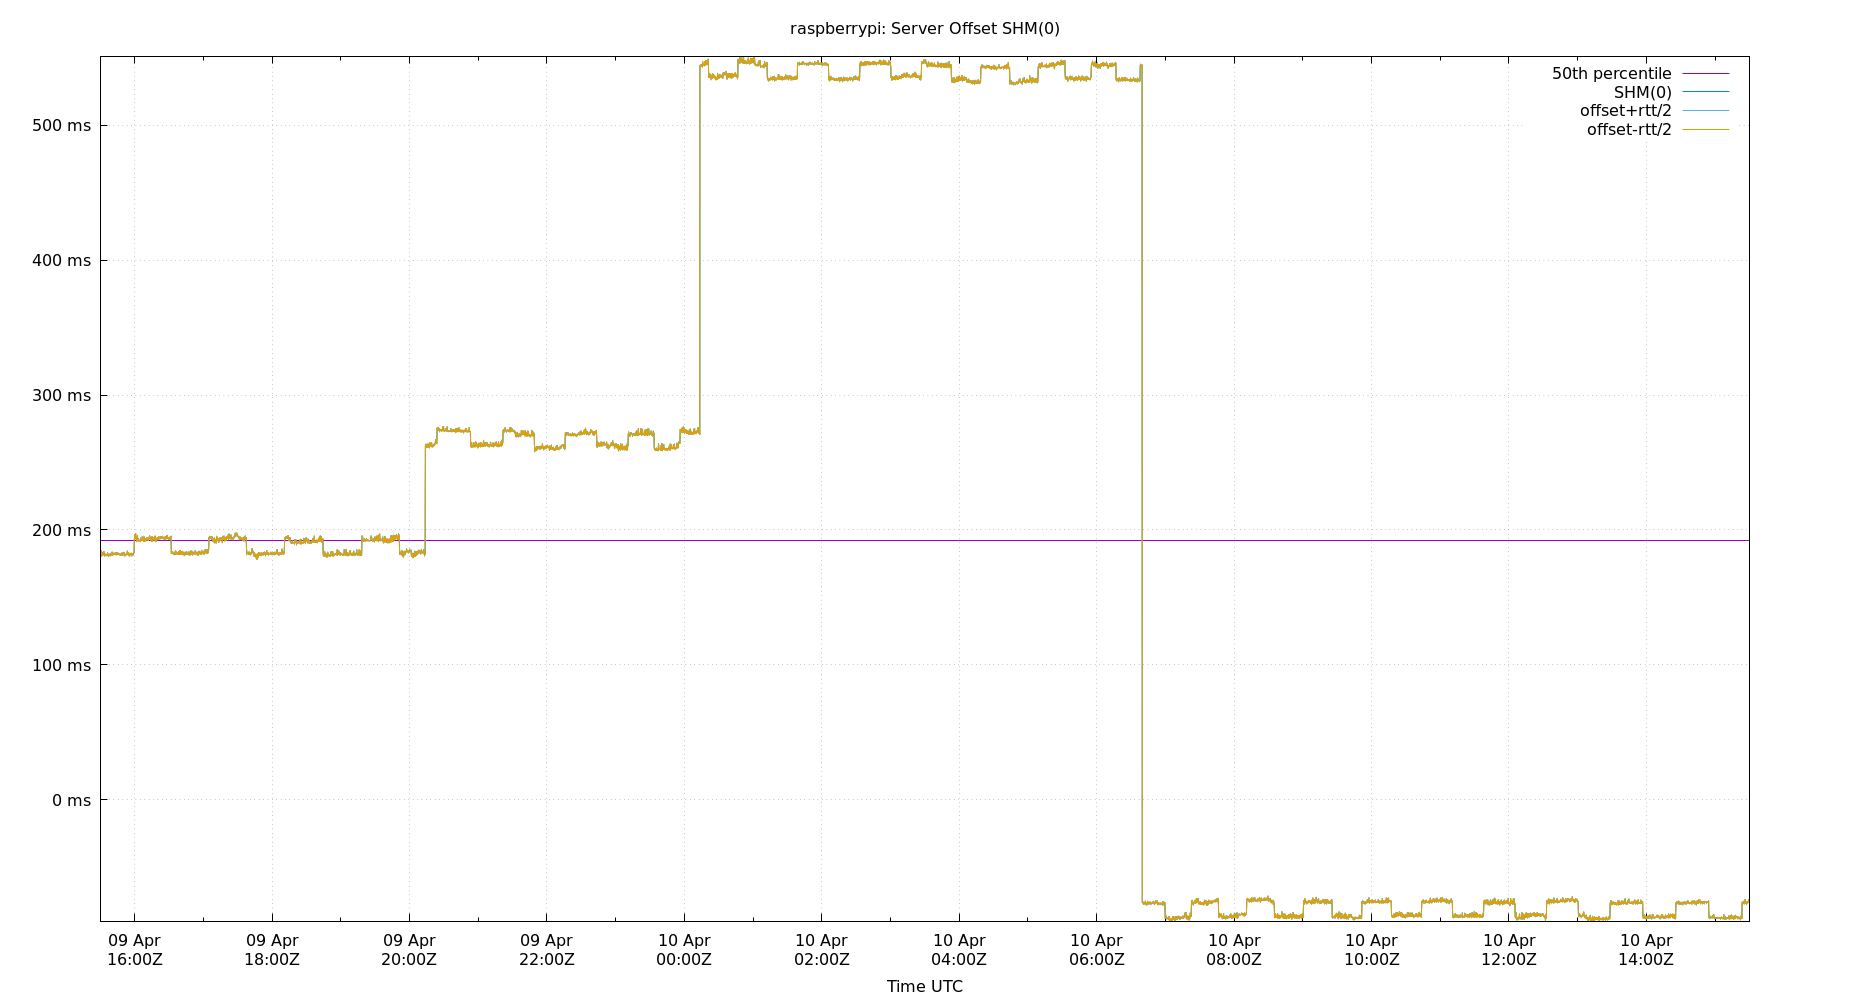 raspberrypi: Server Offset SHM(0)
50th percentile
SHM(0)
offset+rtt/2
offset-rtt/2
500 ms
400 ms
300 ms
200 ms
100 ms
0 ms
09 Apr 09 Apr 09 Apr 09 Apr 10 Apr 10 Apr 10 Apr 10 Apr 10 Apr 10 Apr 10 Apr 10 Apr
16:00Z 18:00Z 20:00Z 22:00Z 00:00Z 02:00Z 04:00Z 06:00Z 08:00Z 10:00Z 12:00Z 14:00Z
Time UTC